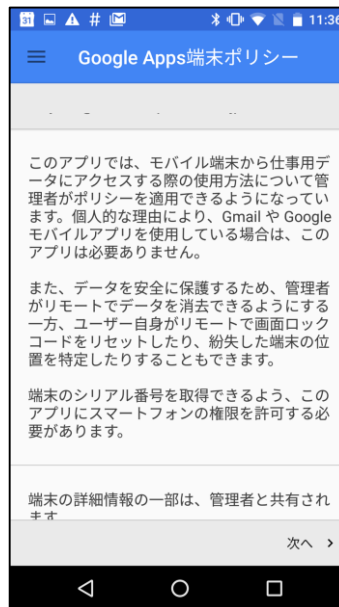 31
11:36
Google Apps端末ポリシー
このアプリでは、モバイル端末から仕事用デ
ータにアクセスする際の使用方法について管
理者がポリシーを適用できるようになってい
ます。個人的な理由により、Gmail や Google
モバイルアプリを使用している場合は、この
アプリは必要ありません。
また、データを安全に保護するため、管理者
がリモートでデータを消去できるようにする
一方、ユーザー自身がリモートで画面ロック
コードをリセットしたり、紛失した端末の位
置を特定したりすることもできます。
端末のシリアル番号を取得できるよう、この
アプリにスマートフォンの権限を許可する必
要があります。
端末の詳細情報の一部は、管理者と共有され
ます
次へ